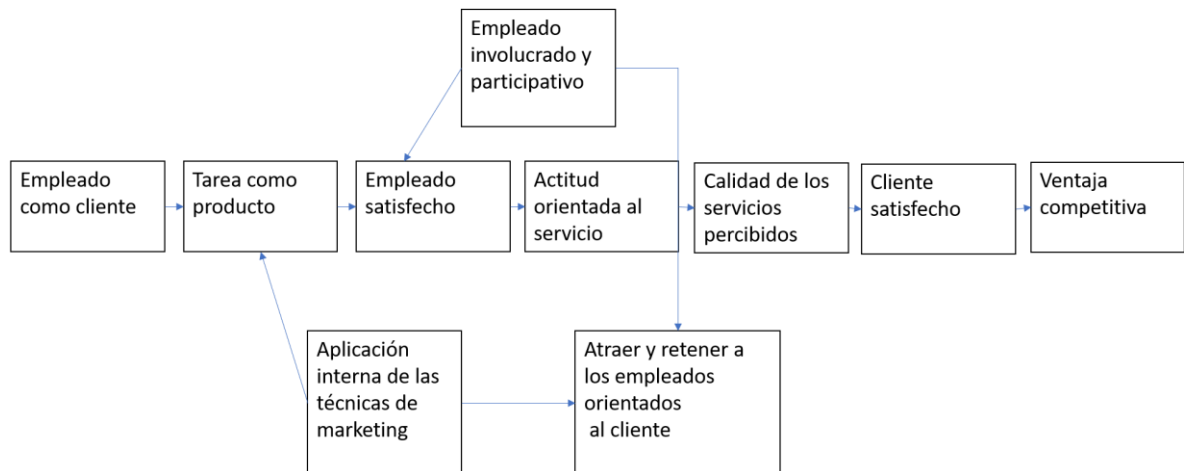 Empleado
involucrado y
participativo
Empleado
como cliente
Tarea como
producto
Empleado
satisfecho
Actitud
orientada al
servicio
Calidad de los
servicios
percibidos
Cliente
satisfecho
Ventaja
competitiva
Aplicación
interna de las
técnicas de
marketing
Atraer y retener a
los empleados
orientados
al cliente